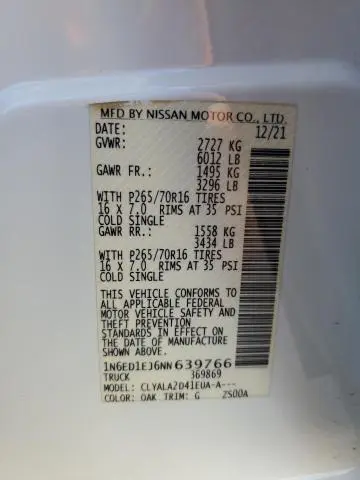 MFD BY NISSAN MOTOR CO., LTD.
DATE: 12/21
GVWR: 2727 KG
6012 LB
GAWR FR.: 1495 KG
3296 LB
WITH P265/70R16 TIRES
16 X 7.0 RIMS AT 35 PSI
COLD SINGLE
GAWR RR.: 1558 KG
3434 LB
WITH P265/70R16 TIRES
16 X 7.0 RIMS AT 35 PSI
COLD SINGLE
THIS VEHICLE CONFORMS TO
ALL APPLICABLE FEDERAL
MOTOR VEHICLE SAFETY AND
AND THEFT PREVENTION
STANDARDS IN EFFECT ON
THE DATE OF MANUFACTURE
SHOWN ABOVE.
1N6ED1EJ6NN639766
TRUCK 369869
MODEL: CLYALA2D41EUA-A---
COLOR: QAK TRIM: G 2S00A